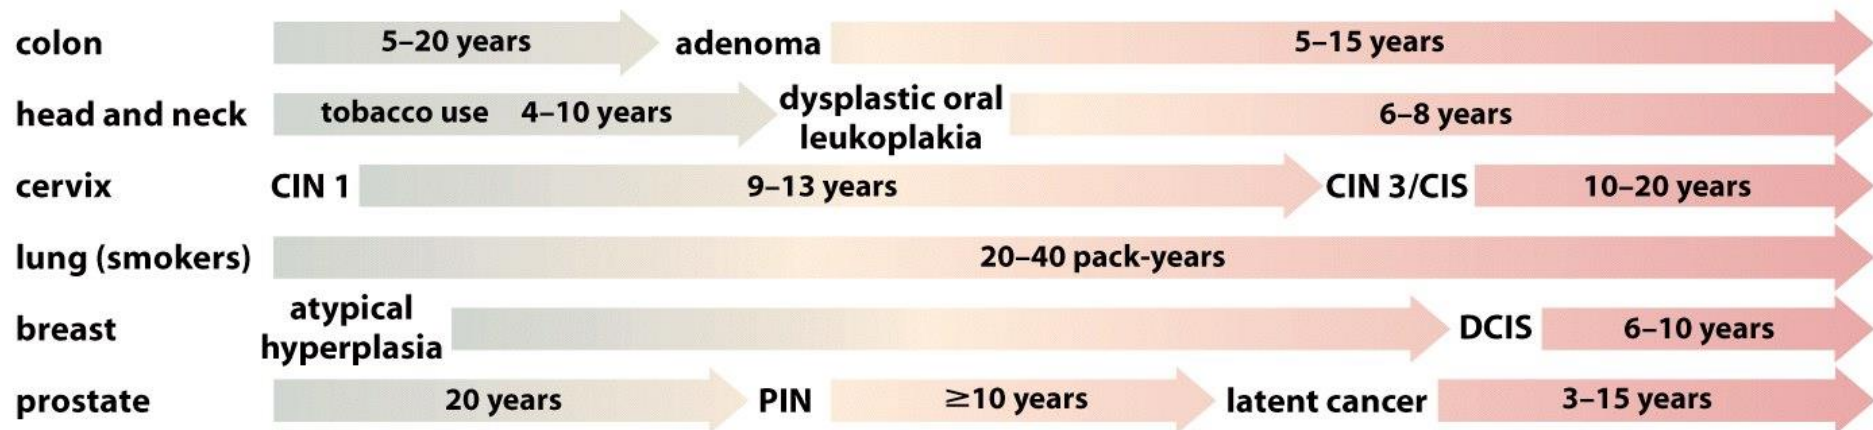 colon 5–20 years adenoma 5–15 years
head and neck tobacco use 4–10 years dysplastic oral leukoplakia 6–8 years
cervix CIN 1 9–13 years CIN 3/CIS 10–20 years
lung (smokers) 20–40 pack-years
breast atypical hyperplasia DCIS 6–10 years
prostate 20 years PIN ≥10 years latent cancer 3–15 years